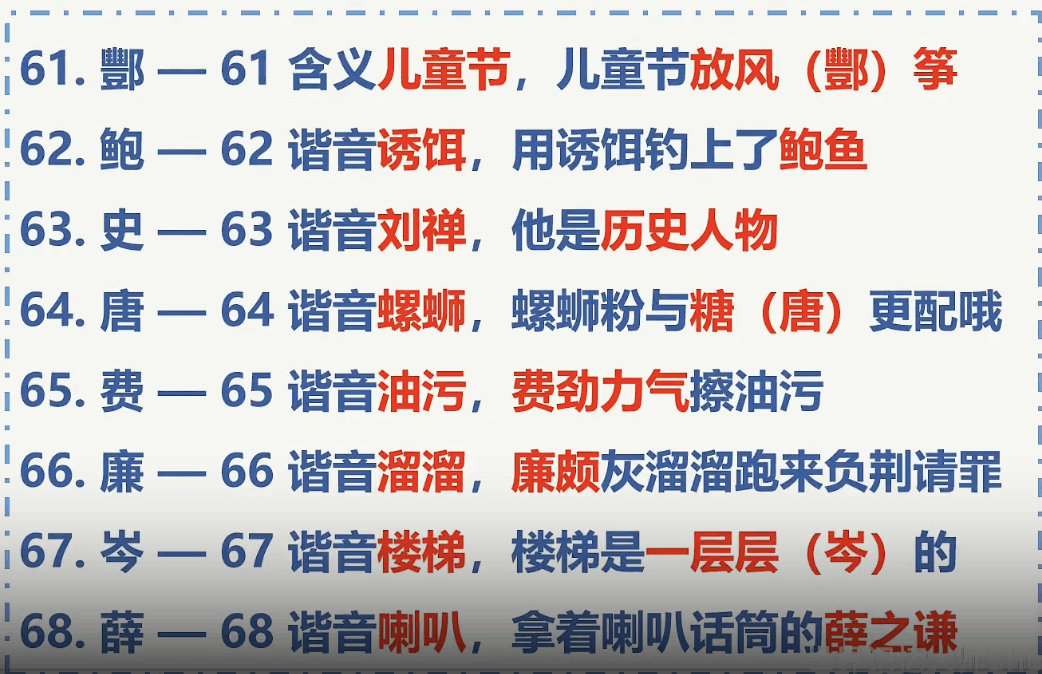 61. 酆 — 61 含义儿童节，儿童节放风（酆）筝
62. 鲍 — 62 谐音诱饵，用诱饵钓上了鲍鱼
63. 史 — 63 谐音刘禅，他是历史人物
64. 唐 — 64 谐音螺蛳，螺蛳粉与糖（唐）更配哦
65. 费 — 65 谐音油污，费劲力气擦油污
66. 廉 — 66 谐音溜溜，廉颇灰溜溜跑来负荆请罪
67. 岑 — 67 谐音楼梯，楼梯是一层层（岑）的
68. 薛 — 68 谐音喇叭，拿着喇叭话筒的薛之谦